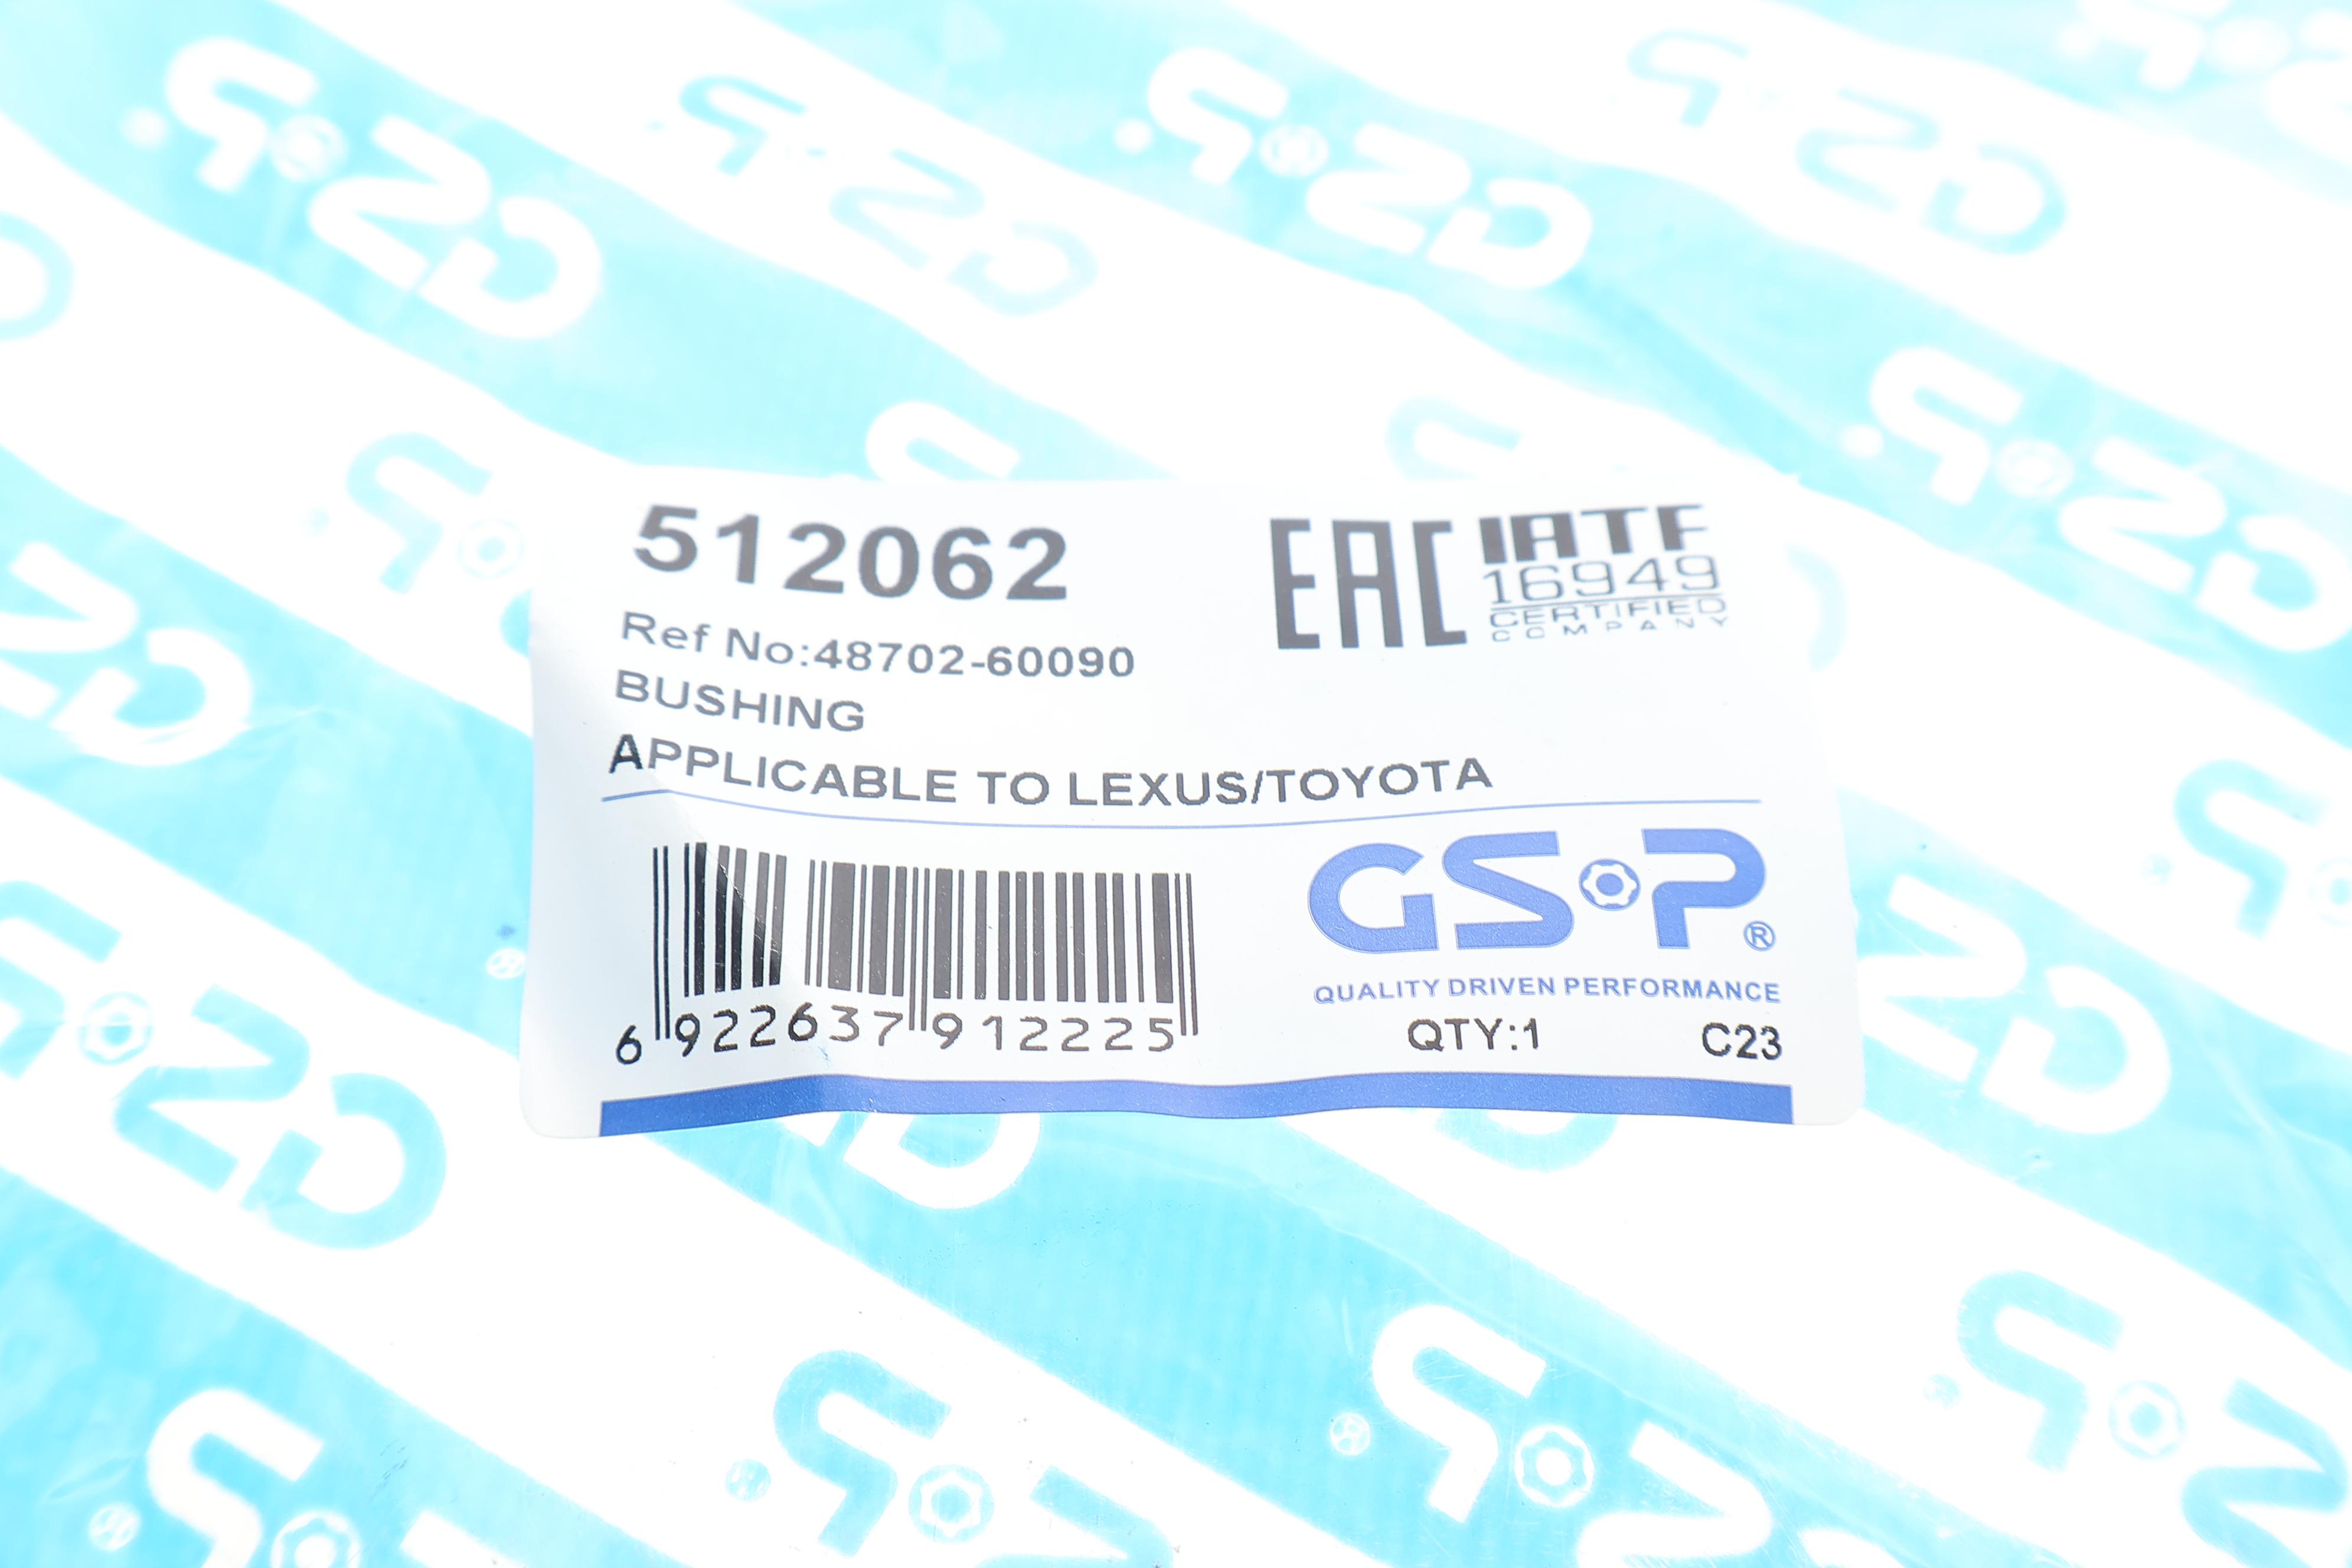 512062
EAC
IATF
16949
CERTIFIED
COMPANY
Ref No:48702-60090
BUSHING
APPLICABLE TO LEXUS/TOYOTA
GSP®
QUALITY DRIVEN PERFORMANCE
6 922637 912225
QTY:1 C23